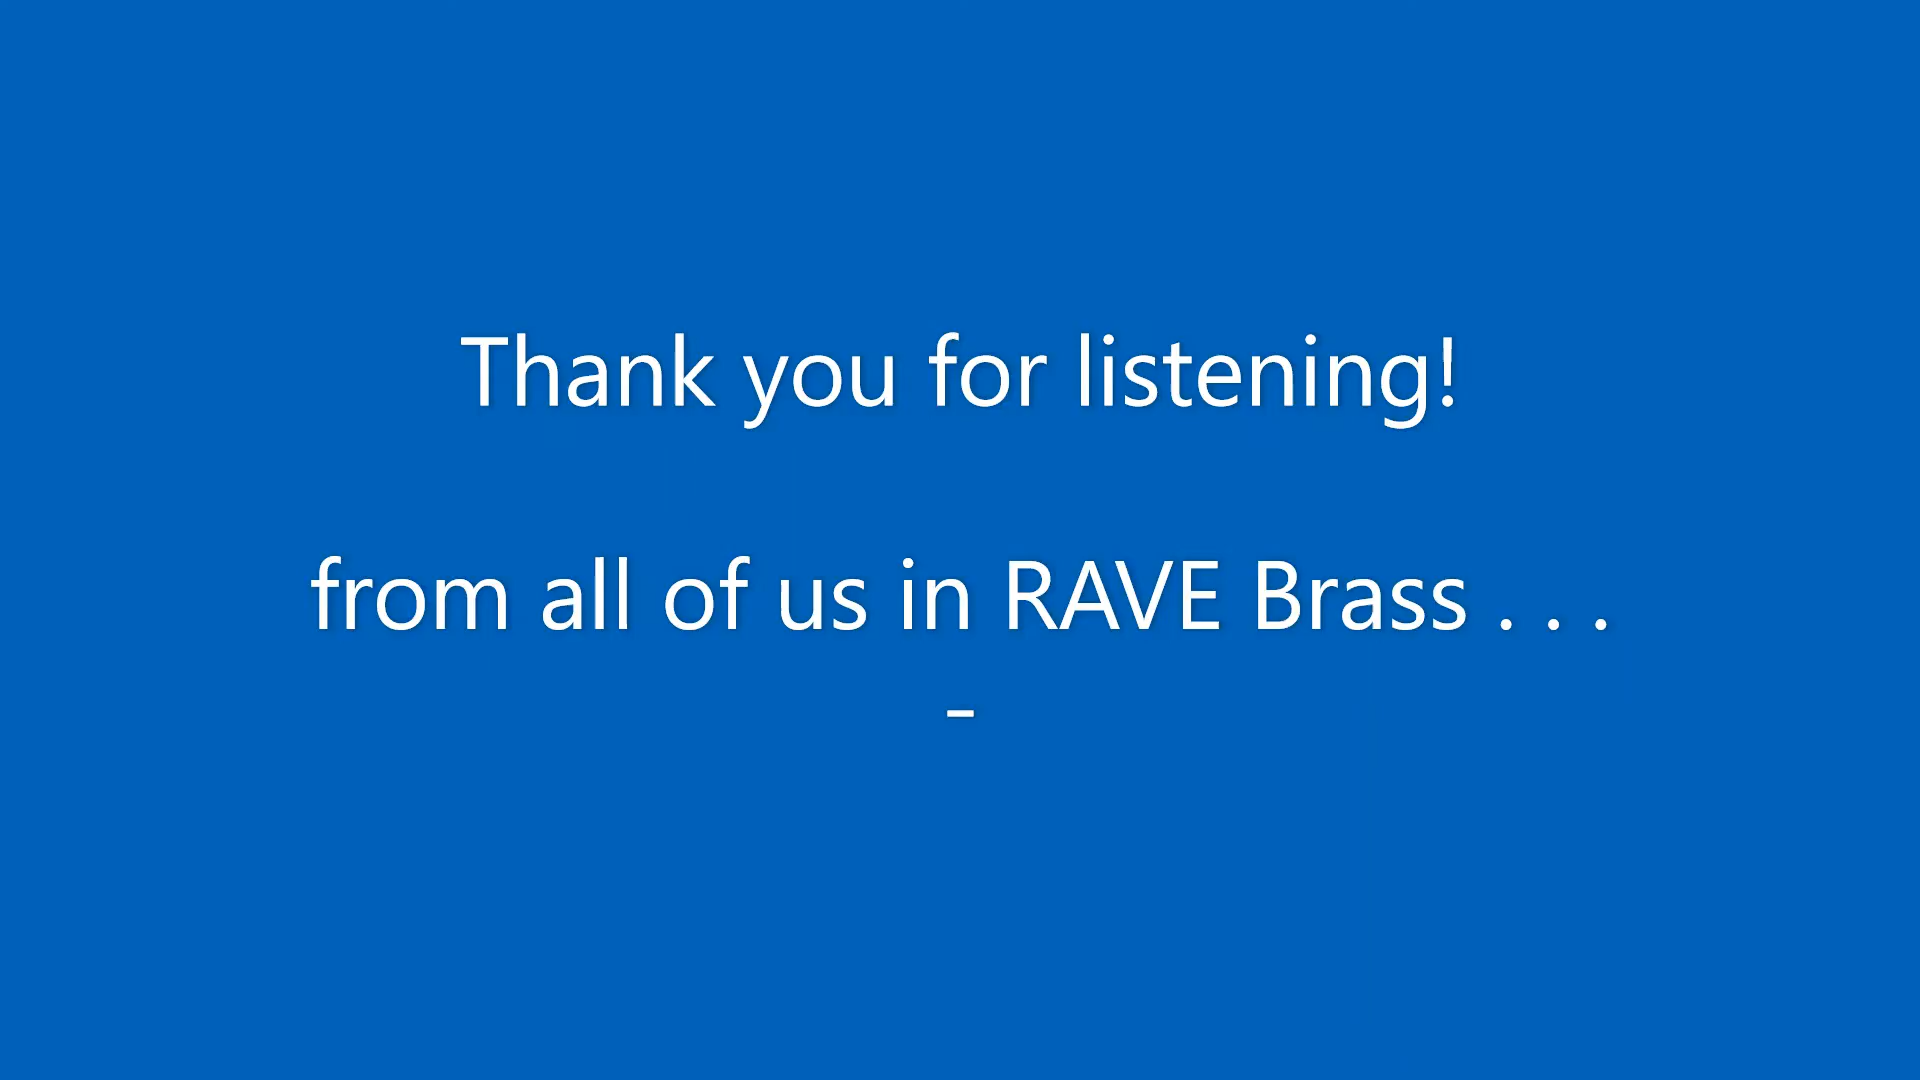 Thank you for listening!
from all of us in RAVE Brass . . .
-